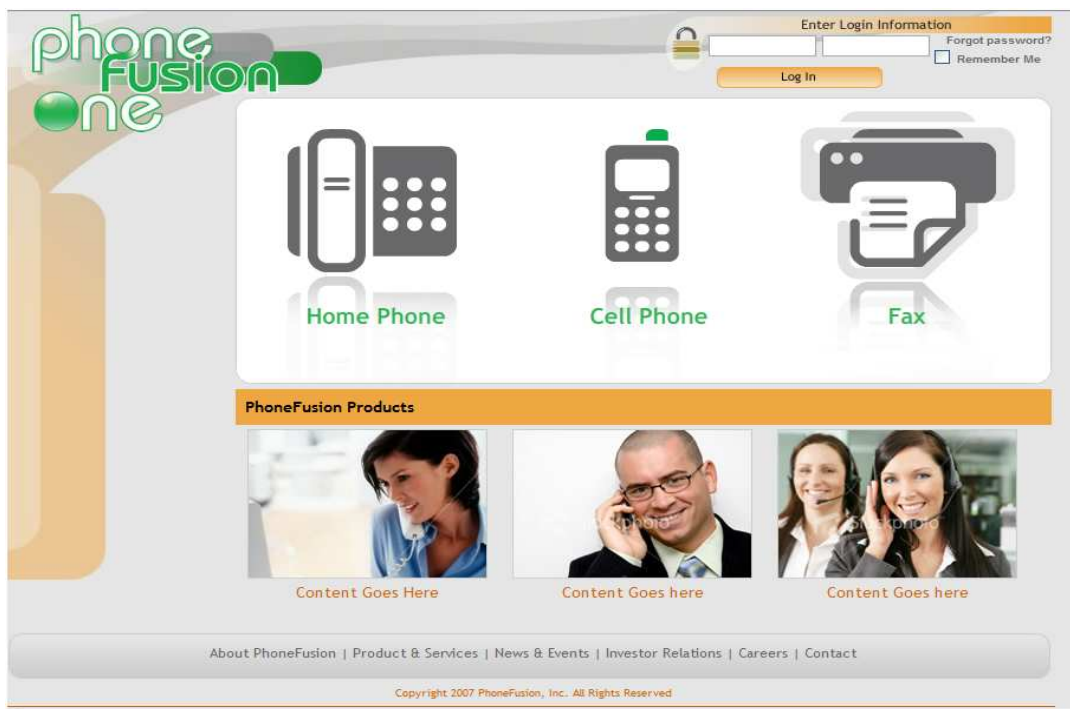 phone
FUSION
One
Enter Login Information
Forgot password?
Remember Me
Log In
Home Phone
Cell Phone
Fax
PhoneFusion Products
iStockphoto
Content Goes Here
Content Goes here
Content Goes here
About PhoneFusion | Product & Services | News & Events | Investor Relations | Careers | Contact
Copyright 2007 PhoneFusion, Inc. All Rights Reserved